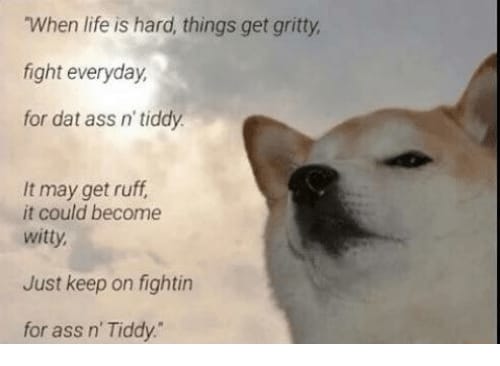 "When life is hard, things get gritty,
fight everyday,
for dat ass n' tiddy.
It may get ruff,
it could become
witty,
Just keep on fightin
for ass n' Tiddy."